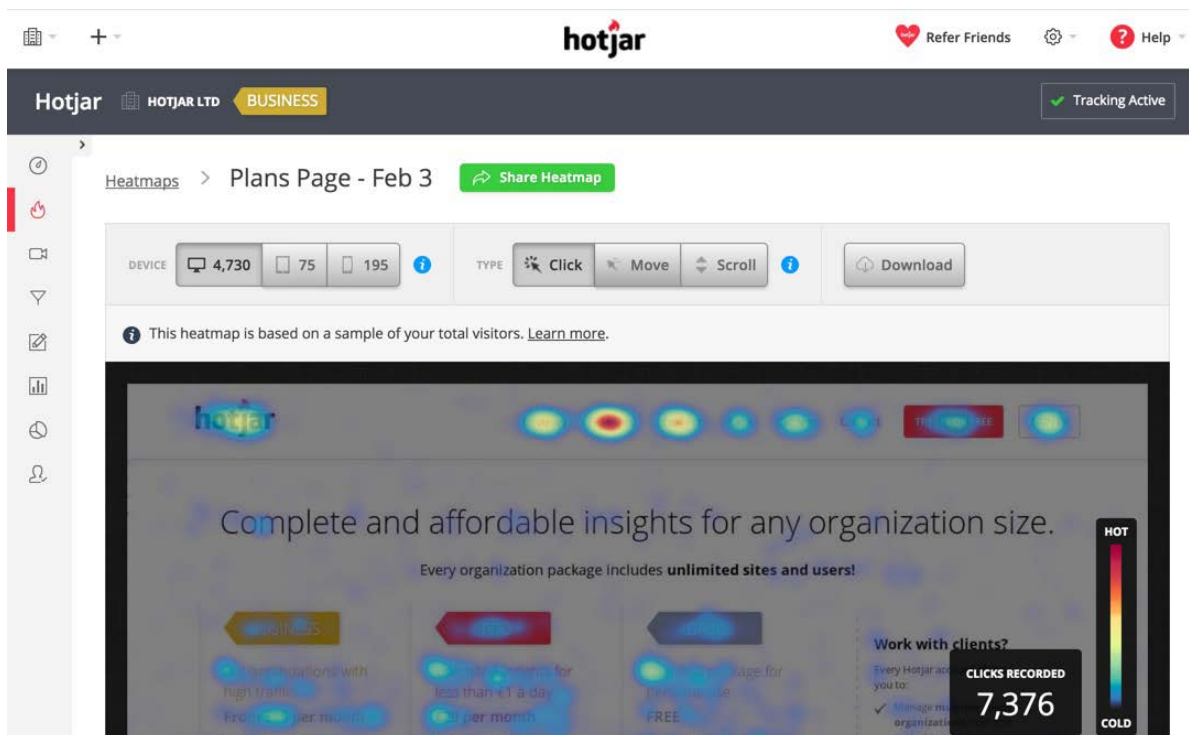 hotjar
Refer Friends
? Help
Hotjar HOTJAR LTD BUSINESS
Tracking Active
Heatmaps > Plans Page - Feb 3 Share Heatmap
DEVICE 4,730 75 195 i TYPE Click Move Scroll i Download
This heatmap is based on a sample of your total visitors. Learn more.
hotjar
Complete and affordable insights for any organization size.
Every organization package includes unlimited sites and users!
HOT
BUSINESS
Work with clients?
Every Hotjar
you to:
high traffic
less than €1 a day
per month
per month
FREE
Manage
CLICKS RECORDED
7,376
COLD